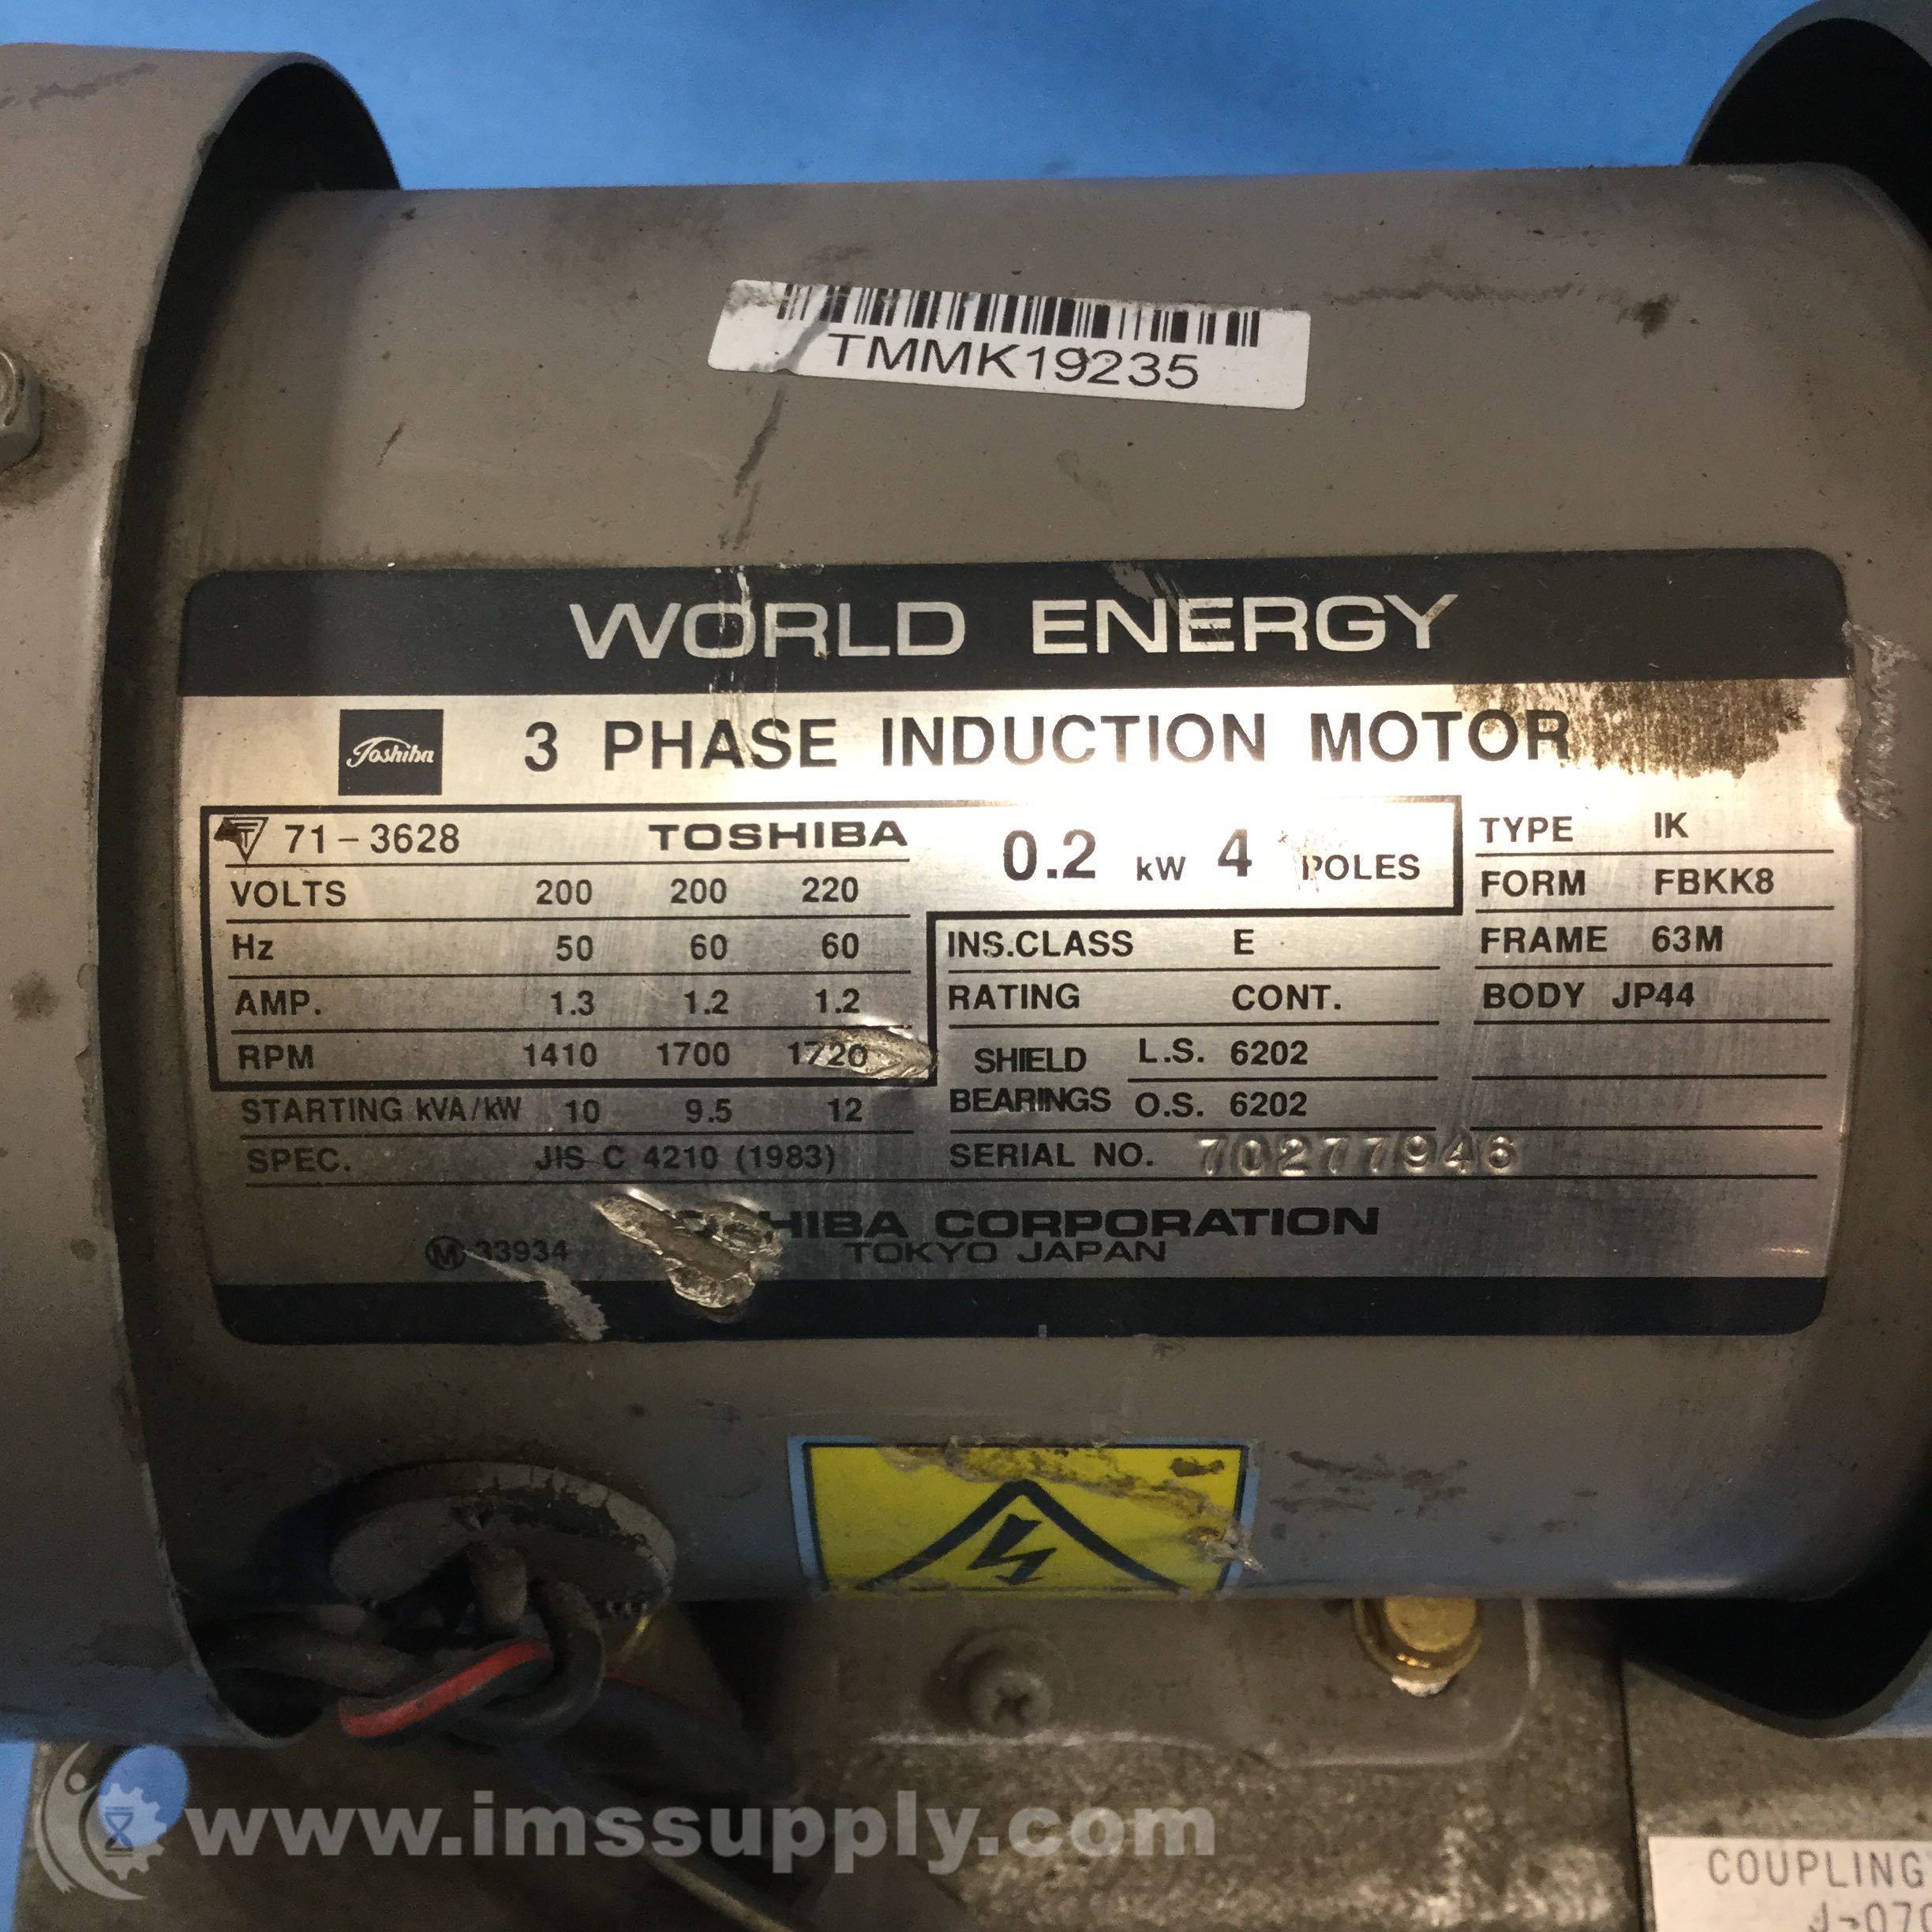 TMMK19235
WORLD ENERGY
Toshiba 3 PHASE INDUCTION MOTOR
71-3628 TOSHIBA 0.2 kW 4 POLES
VOLTS 200 200 220
Hz 50 60 60
AMP. 1.3 1.2 1.2
RPM 1410 1700 1720
STARTING kVA/kW 10 9.5 12
SPEC. JIS C 4210 (1983)
INS.CLASS E
RATING CONT.
SHIELD BEARINGS L.S. 6202
O.S. 6202
SERIAL NO. 70277946
TYPE IK
FORM FBKK8
FRAME 63M
BODY JP44
CORPORATION
M 33934 TOKYO JAPAN
www.imssupply.com
COUPLING